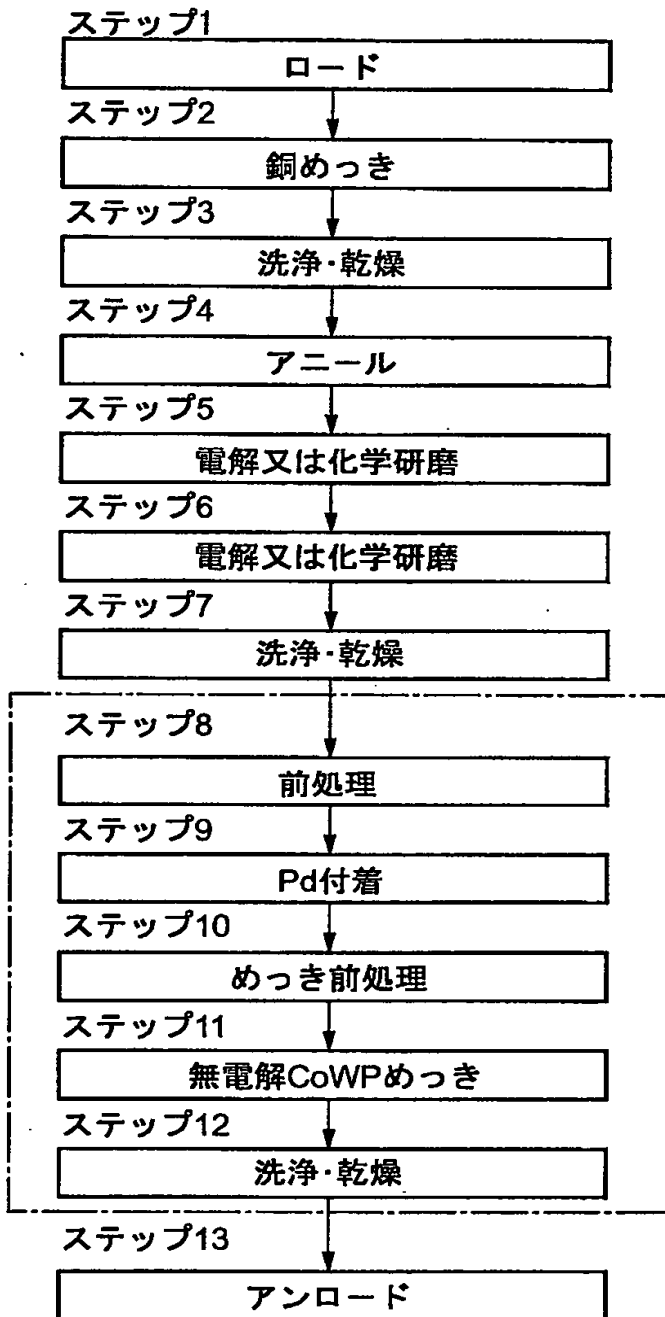 ステップ1
ロード
ステップ2
銅めっき
ステップ3
洗浄・乾燥
ステップ4
アニール
ステップ5
電解又は化学研磨
ステップ6
電解又は化学研磨
ステップ7
洗浄・乾燥
ステップ8
前処理
ステップ9
Pd付着
ステップ10
めっき前処理
ステップ11
無電解CoWPめっき
ステップ12
洗浄・乾燥
ステップ13
アンロード